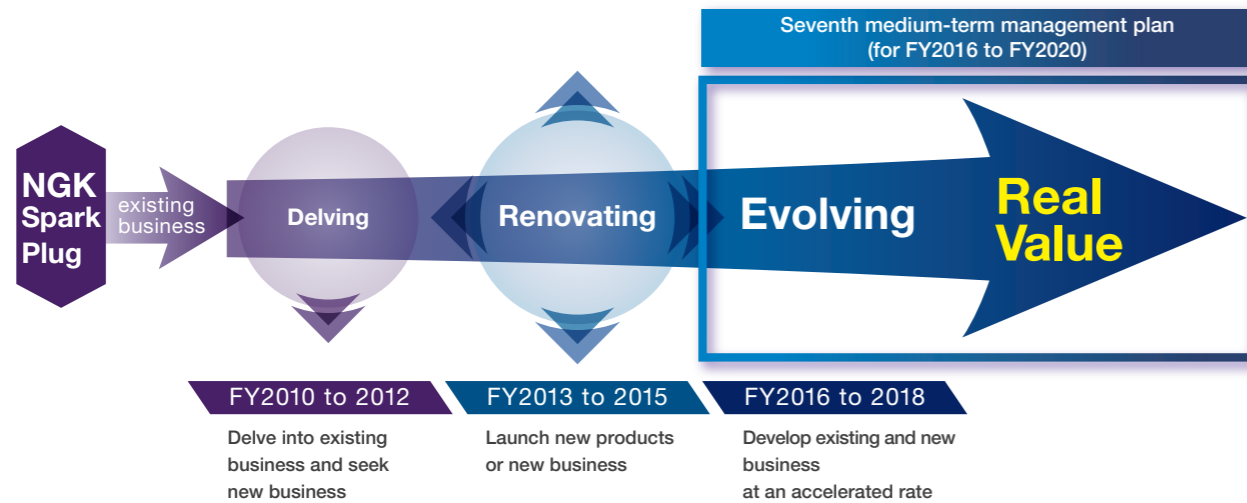 Seventh medium-term management plan
(for FY2016 to FY2020)
NGK
Spark
Plug
existing
business
Delving
Renovating
Evolving
Real
Value
FY2010 to 2012
Delve into existing
business and seek
new business
FY2013 to 2015
Launch new products
or new business
FY2016 to 2018
Develop existing and new
business
at an accelerated rate